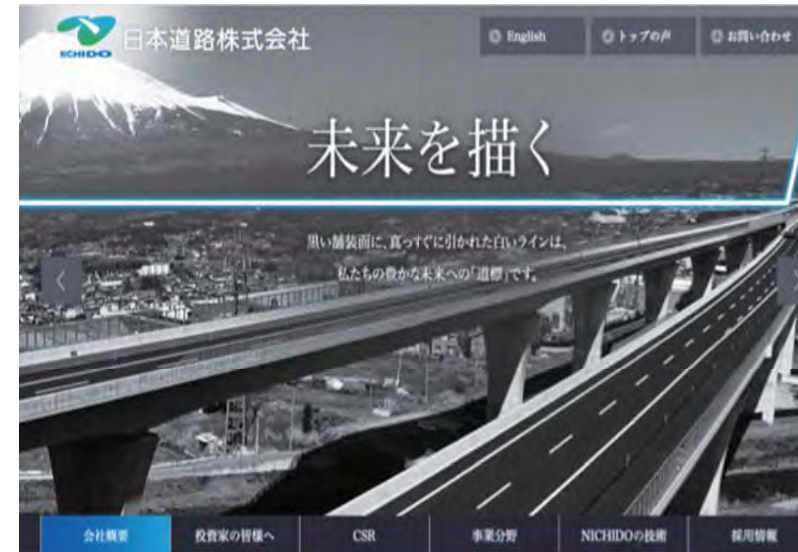 NICHIDO
日本道路株式会社
English
トップの声
お問い合わせ
未来を描く
黒い舗装面に、真っすぐに引かれた白いラインは、
私たちの豊かな未来への「道標」です。
会社概要
投資家の皆様へ
CSR
事業分野
NICHIDOの技術
採用情報